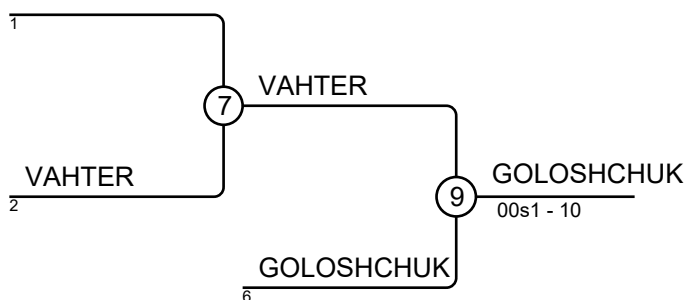 1
7
VAHTER
VAHTER
2
9
GOLOSHCHUK
00s1 - 10
GOLOSHCHUK
6